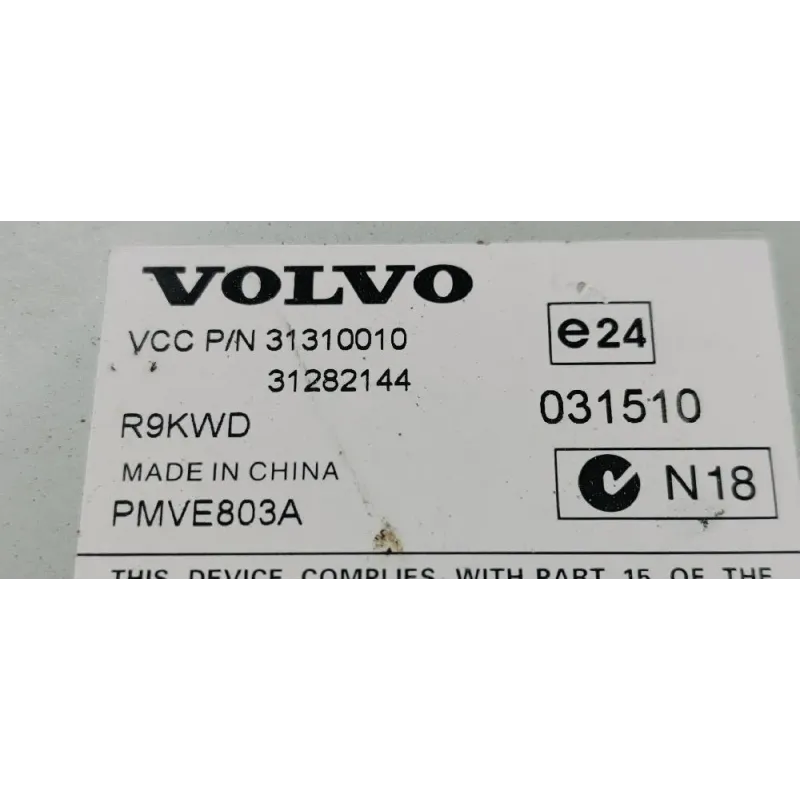 VOLVO
VCC P/N 31310010
31282144
e24
031510
R9KWD
MADE IN CHINA
PMVE803A
N18
THIS DEVICE COMPLIES WITH PART 15 OF THE